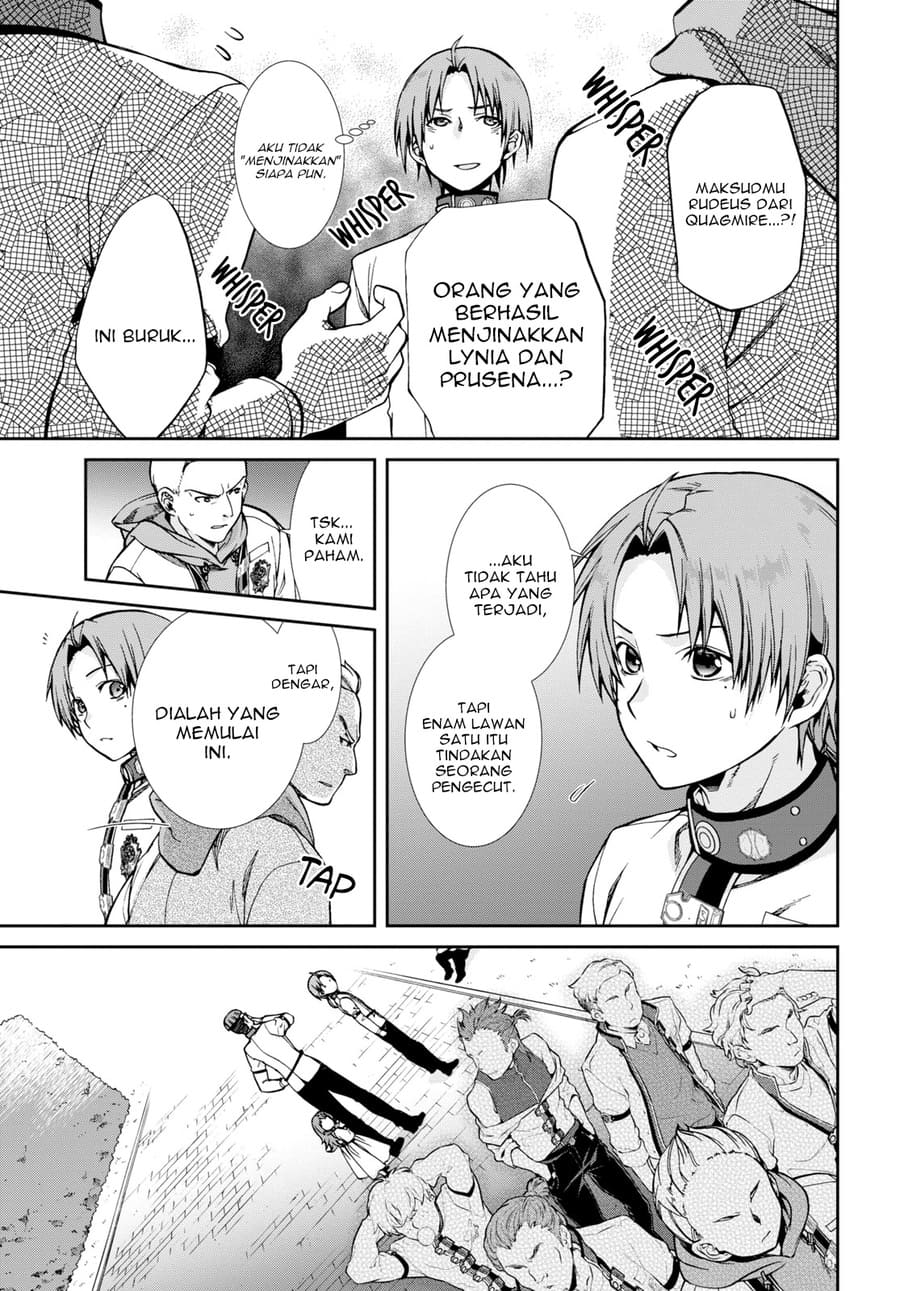 WHISPER
MAKSUDMU
RUDEUS DARI
QUAGMIRE...?!
WHISPER
ORANG YANG
BERHASIL
MENJINAKKAN
LYNIA DAN
PRUSENA...?
AKU TIDAK
"MENJINAKKAN"
SIAPA PUN.
WHISPER
WHISPER
INI BURUK...
...AKU
TIDAK TAHU
APA YANG
TERJADI,
TAPI
ENAM LAWAN
SATU ITU
TINDAKAN
SEORANG
PENGECUT.
TSK...
KAMI
PAHAM.
TAPI
DENGAR,
DIALAH YANG
MEMULAI
INI.
TAP